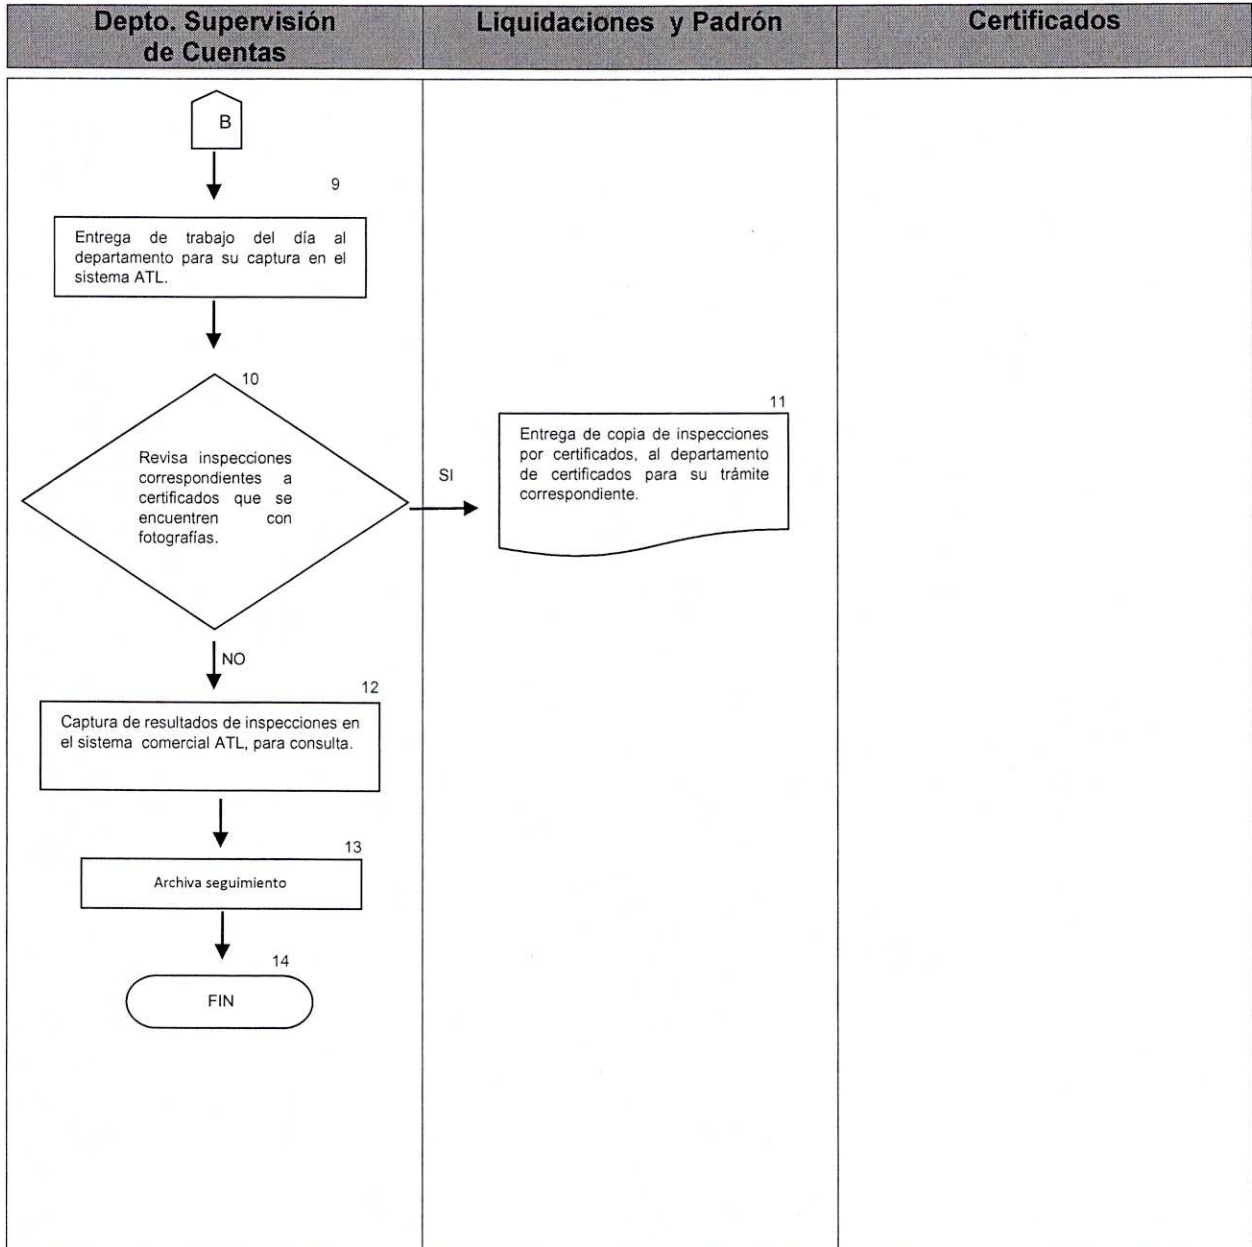 Depto. Supervisión
de Cuentas
Liquidaciones y Padrón
Certificados
B
9
Entrega de trabajo del día al
departamento para su captura en el
sistema ATL.
10
Revisa inspecciones
correspondientes a
certificados que se
encuentren con
fotografías.
SI
11
Entrega de copia de inspecciones
por certificados, al departamento
de certificados para su trámite
correspondiente.
NO
12
Captura de resultados de inspecciones en
el sistema comercial ATL, para consulta.
13
Archiva seguimiento
14
FIN